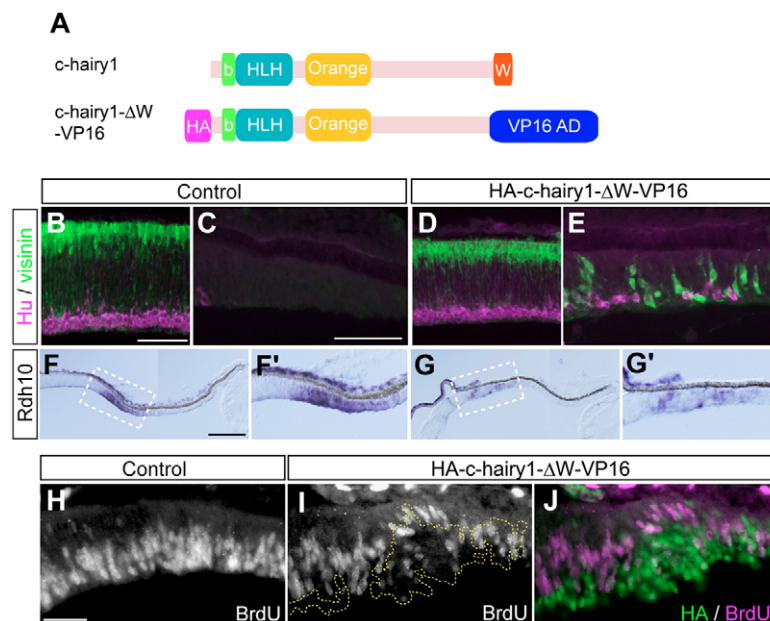 A
c-hairy1
b HLH Orange W
c-hairy1-ΔW
-VP16
HA b HLH Orange VP16 AD
Control HA-c-hairy1-ΔW-VP16
Hu / visinin
B C D E
Rdh10
F F' G G'
Control HA-c-hairy1-ΔW-VP16
H I J
BrdU BrdU HA / BrdU